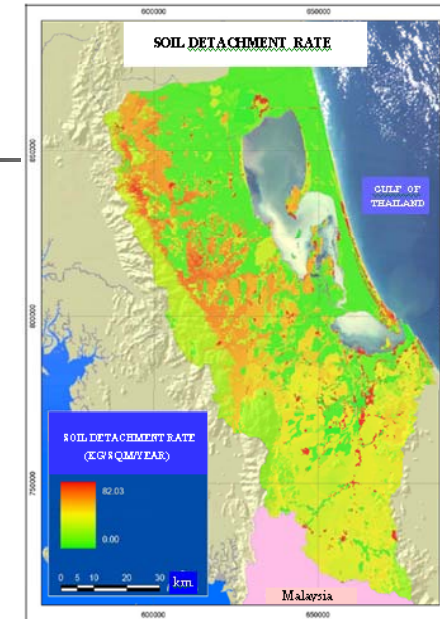 600000 650000
SOIL DETACHMENT RATE
850000
GULF OF
THAILAND
800000
SOIL DETACHMENT RATE
(KG/SQ.M/YEAR)
750000
82.03
0.00
0 5 10 20 30 km.
Malaysia
600000 650000